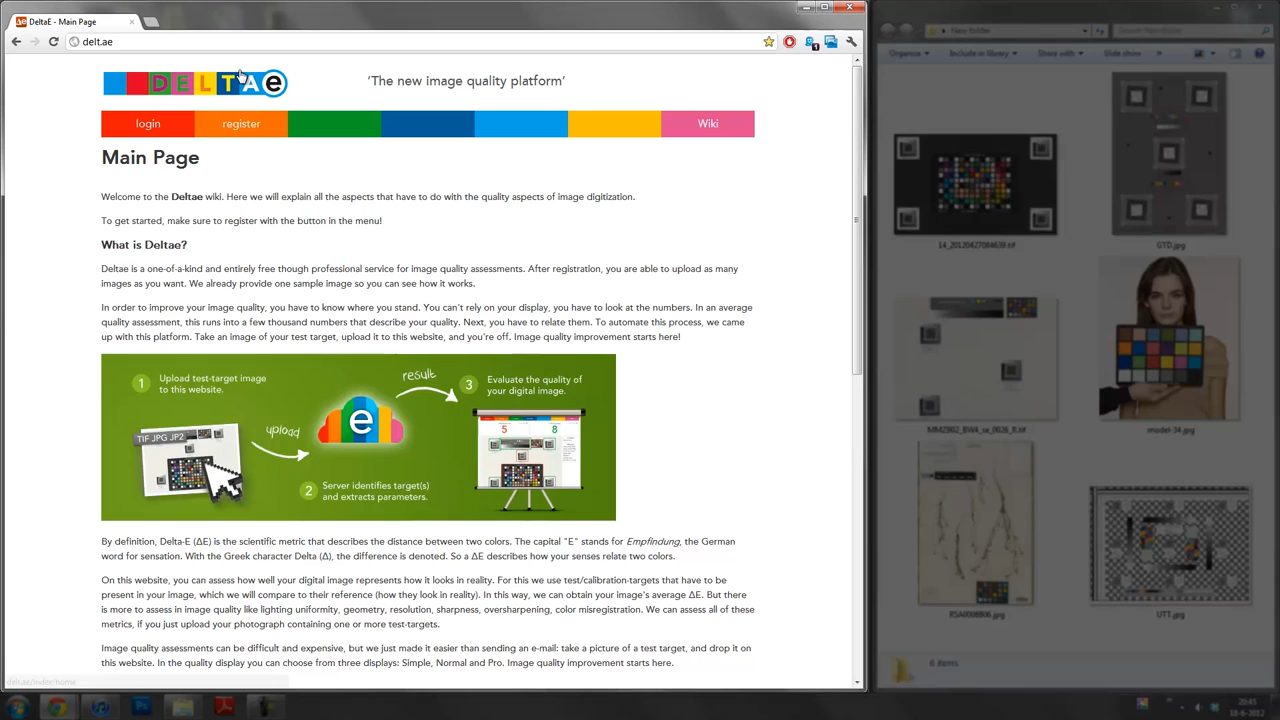 DeltaE - Main Page
delt.ae
DELTAe
'The new image quality platform'
login
register
Wiki
Main Page
Welcome to the Deltae wiki. Here we will explain all the aspects that have to do with the quality aspects of image digitization.
To get started, make sure to register with the button in the menu!
What is Deltae?
Deltae is a one-of-a-kind and entirely free though professional service for image quality assessments. After registration, you are able to upload as many
images as you want. We already provide one sample image so you can see how it works.
In order to improve your image quality, you have to know where you stand. You can't rely on your display, you have to look at the numbers. In an average
quality assessment, this runs into a few thousand numbers that describe your quality. Next, you have to relate them. To automate this process, we came
up with this platform. Take an image of your test target, upload it to this website, and you're off. Image quality improvement starts here!
1 Upload test-target image
to this website.
result
3 Evaluate the quality of
your digital image.
upload
e
TIF JPG JP2
5 8
2 Server identifies target(s)
and extracts parameters.
By definition, Delta-E (ΔE) is the scientific metric that describes the distance between two colors. The capital "E" stands for Empfindung, the German
word for sensation. With the Greek character Delta (Δ), the difference is denoted. So a ΔE describes how your senses relate two colors.
On this website, you can assess how well your digital image represents how it looks in reality. For this we use test/calibration-targets that have to be
present in your image, which we will compare to their reference (how they look in reality). In this way, we can obtain your image's average ΔE. But there
is more to assess in image quality like lighting uniformity, geometry, resolution, sharpness, oversharpening, color misregistration. We can assess all of these
metrics, if you just upload your photograph containing one or more test-targets.
Image quality assessments can be difficult and expensive, but we just made it easier than sending an e-mail: take a picture of a test target, and drop it on
this website. In the quality display you can choose from three displays: Simple, Normal and Pro. Image quality improvement starts here.
New folder
Organise
Include in library
Share with
Slide show
»
GTD.jpg
model-34.jpg
UTT.jpg
6 items
20:45